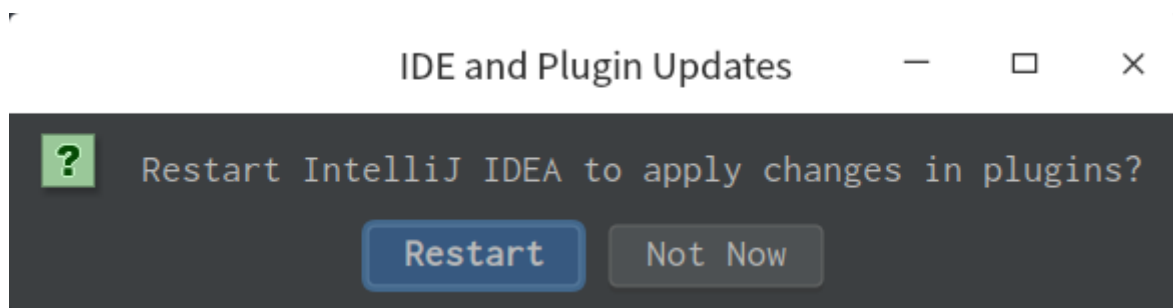 IDE and Plugin Updates
? Restart IntelliJ IDEA to apply changes in plugins?
Restart Not Now